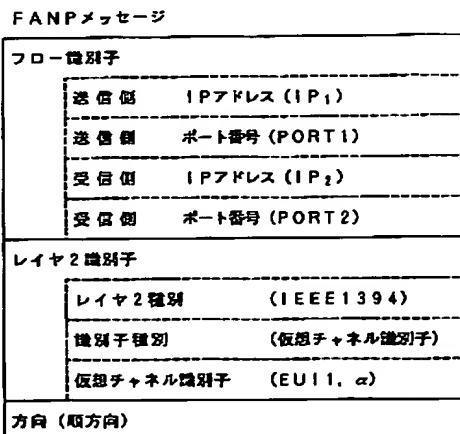 FANPメッセージ
フロー識別子
送信側 IPアドレス (IP₁)
送信側 ポート番号 (PORT1)
受信側 IPアドレス (IP₂)
受信側 ポート番号 (PORT2)
レイヤ2識別子
レイヤ2種別 (IEEE1394)
識別子種別 (仮想チャネル識別子)
仮想チャネル識別子 (EUI1, α)
方向 (順方向)